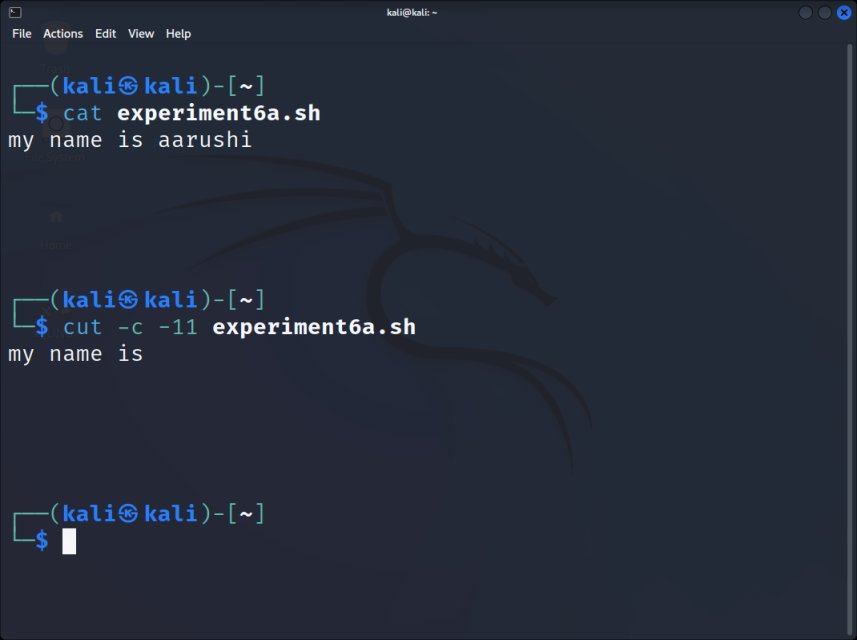 kali@kali: ~
File Actions Edit View Help
┌──(kali㉿kali)-[~]
└─$ cat experiment6a.sh
my name is aarushi
┌──(kali㉿kali)-[~]
└─$ cut -c -11 experiment6a.sh
my name is
┌──(kali㉿kali)-[~]
└─$
Home